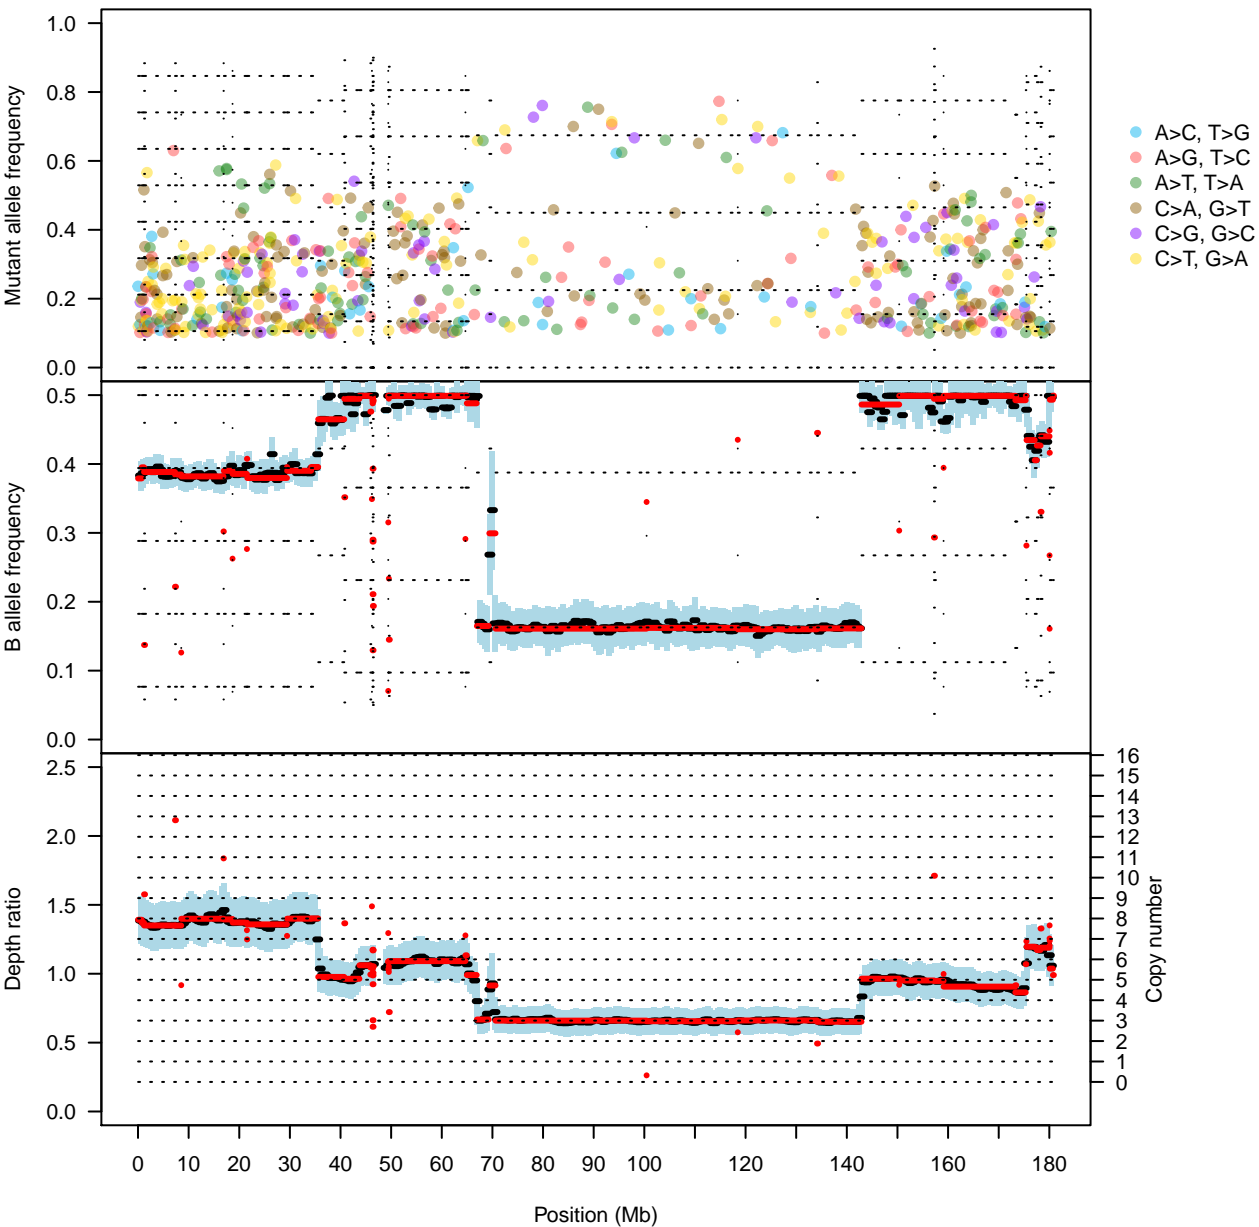 1.0
0.8
0.6
0.4
0.2
0.0
Mutant allele frequency
A>C, T>G
A>G, T>C
A>T, T>A
C>A, G>T
C>G, G>C
C>T, G>A
0.5
0.4
0.3
0.2
0.1
0.0
B allele frequency
2.5
2.0
1.5
1.0
0.5
0.0
Depth ratio
16
15
14
13
12
11
10
9
8
7
6
5
4
3
2
1
0
Copy number
0 10 20 30 40 50 60 70 80 90 100 120 140 160 180
Position (Mb)